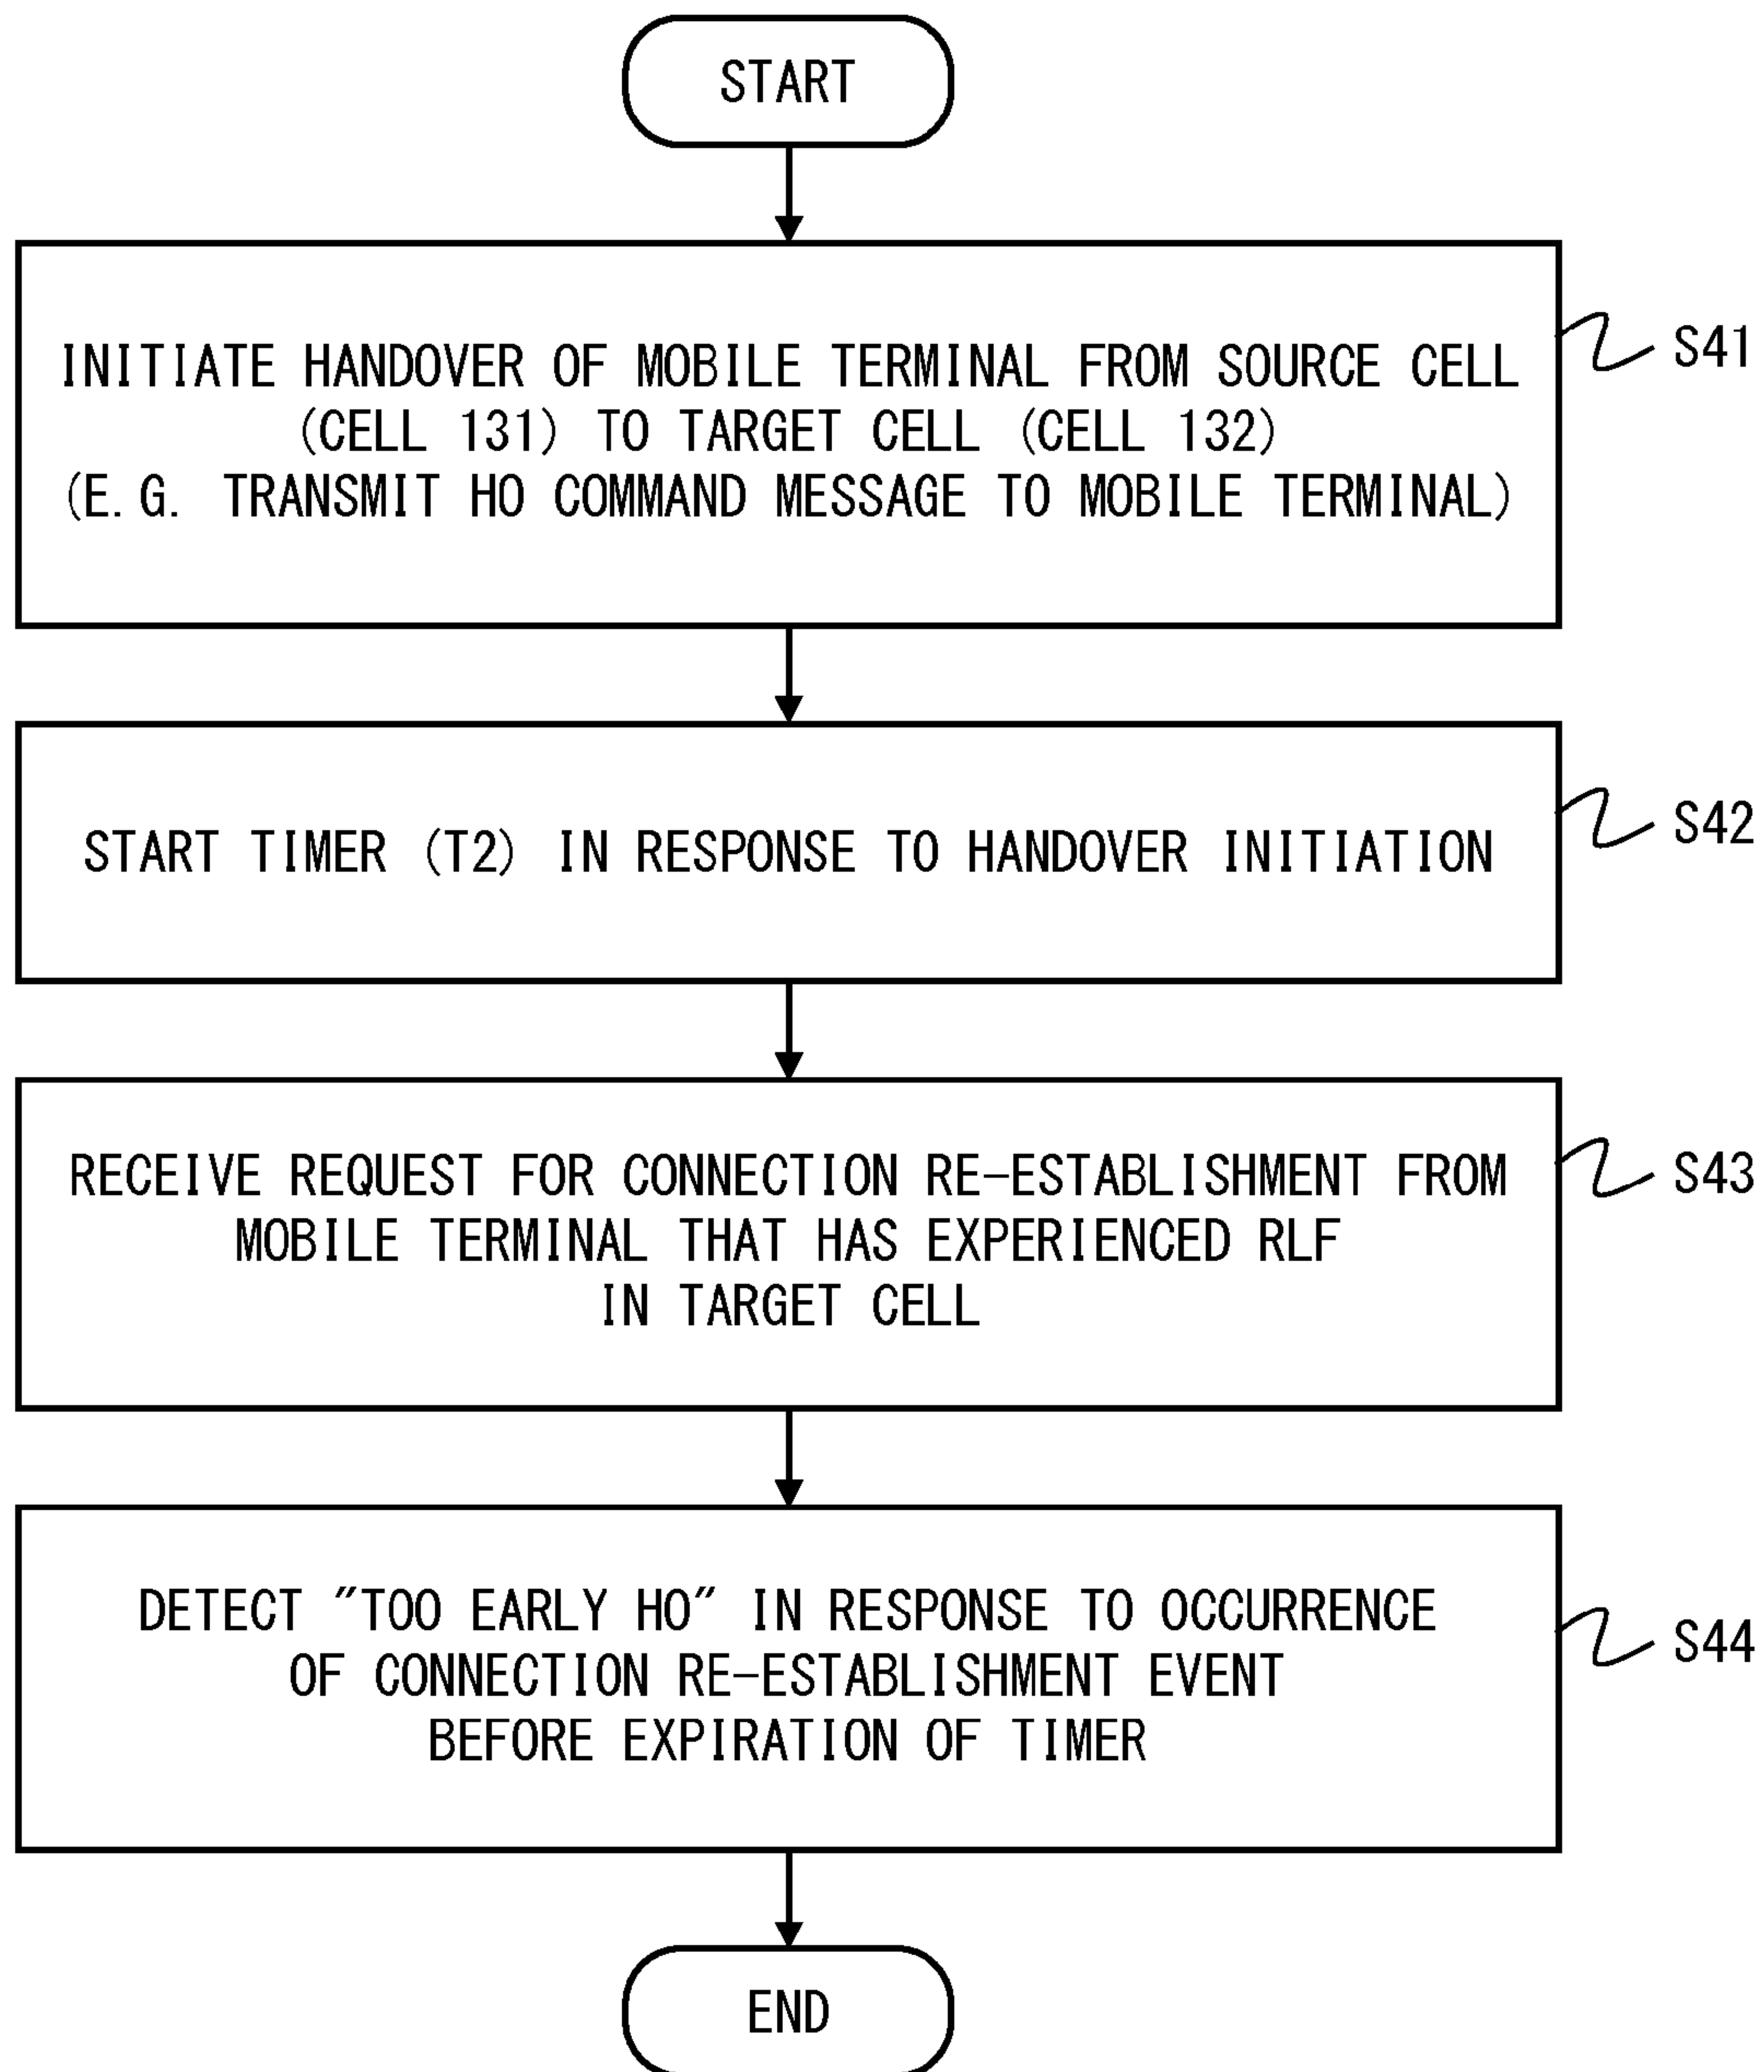 START
INITIATE HANDOVER OF MOBILE TERMINAL FROM SOURCE CELL
(CELL 131) TO TARGET CELL (CELL 132)
(E.G. TRANSMIT HO COMMAND MESSAGE TO MOBILE TERMINAL)
S41
START TIMER (T2) IN RESPONSE TO HANDOVER INITIATION
S42
RECEIVE REQUEST FOR CONNECTION RE-ESTABLISHMENT FROM
MOBILE TERMINAL THAT HAS EXPERIENCED RLF
IN TARGET CELL
S43
DETECT "TOO EARLY HO" IN RESPONSE TO OCCURRENCE
OF CONNECTION RE-ESTABLISHMENT EVENT
BEFORE EXPIRATION OF TIMER
S44
END